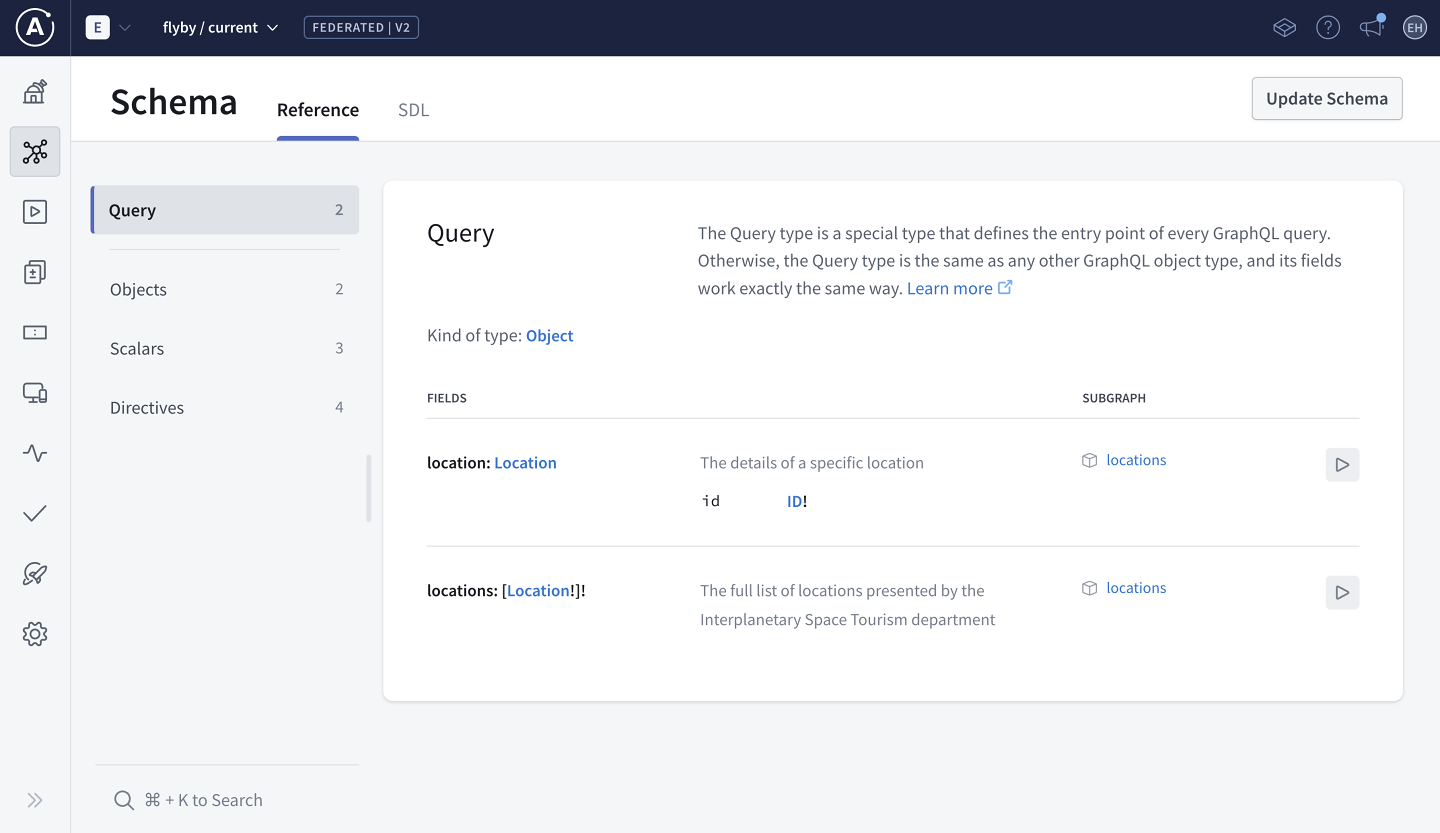 A
E
flyby / current
FEDERATED | V2
?
EH
Schema
Reference
SDL
Update Schema
Query 2
Objects 2
Scalars 3
Directives 4
⌘ + K to Search
Query
The Query type is a special type that defines the entry point of every GraphQL query.
Otherwise, the Query type is the same as any other GraphQL object type, and its fields
work exactly the same way. Learn more
Kind of type: Object
FIELDS
SUBGRAPH
location: Location
The details of a specific location
locations
id ID!
locations: [Location!]!
The full list of locations presented by the
Interplanetary Space Tourism department
locations